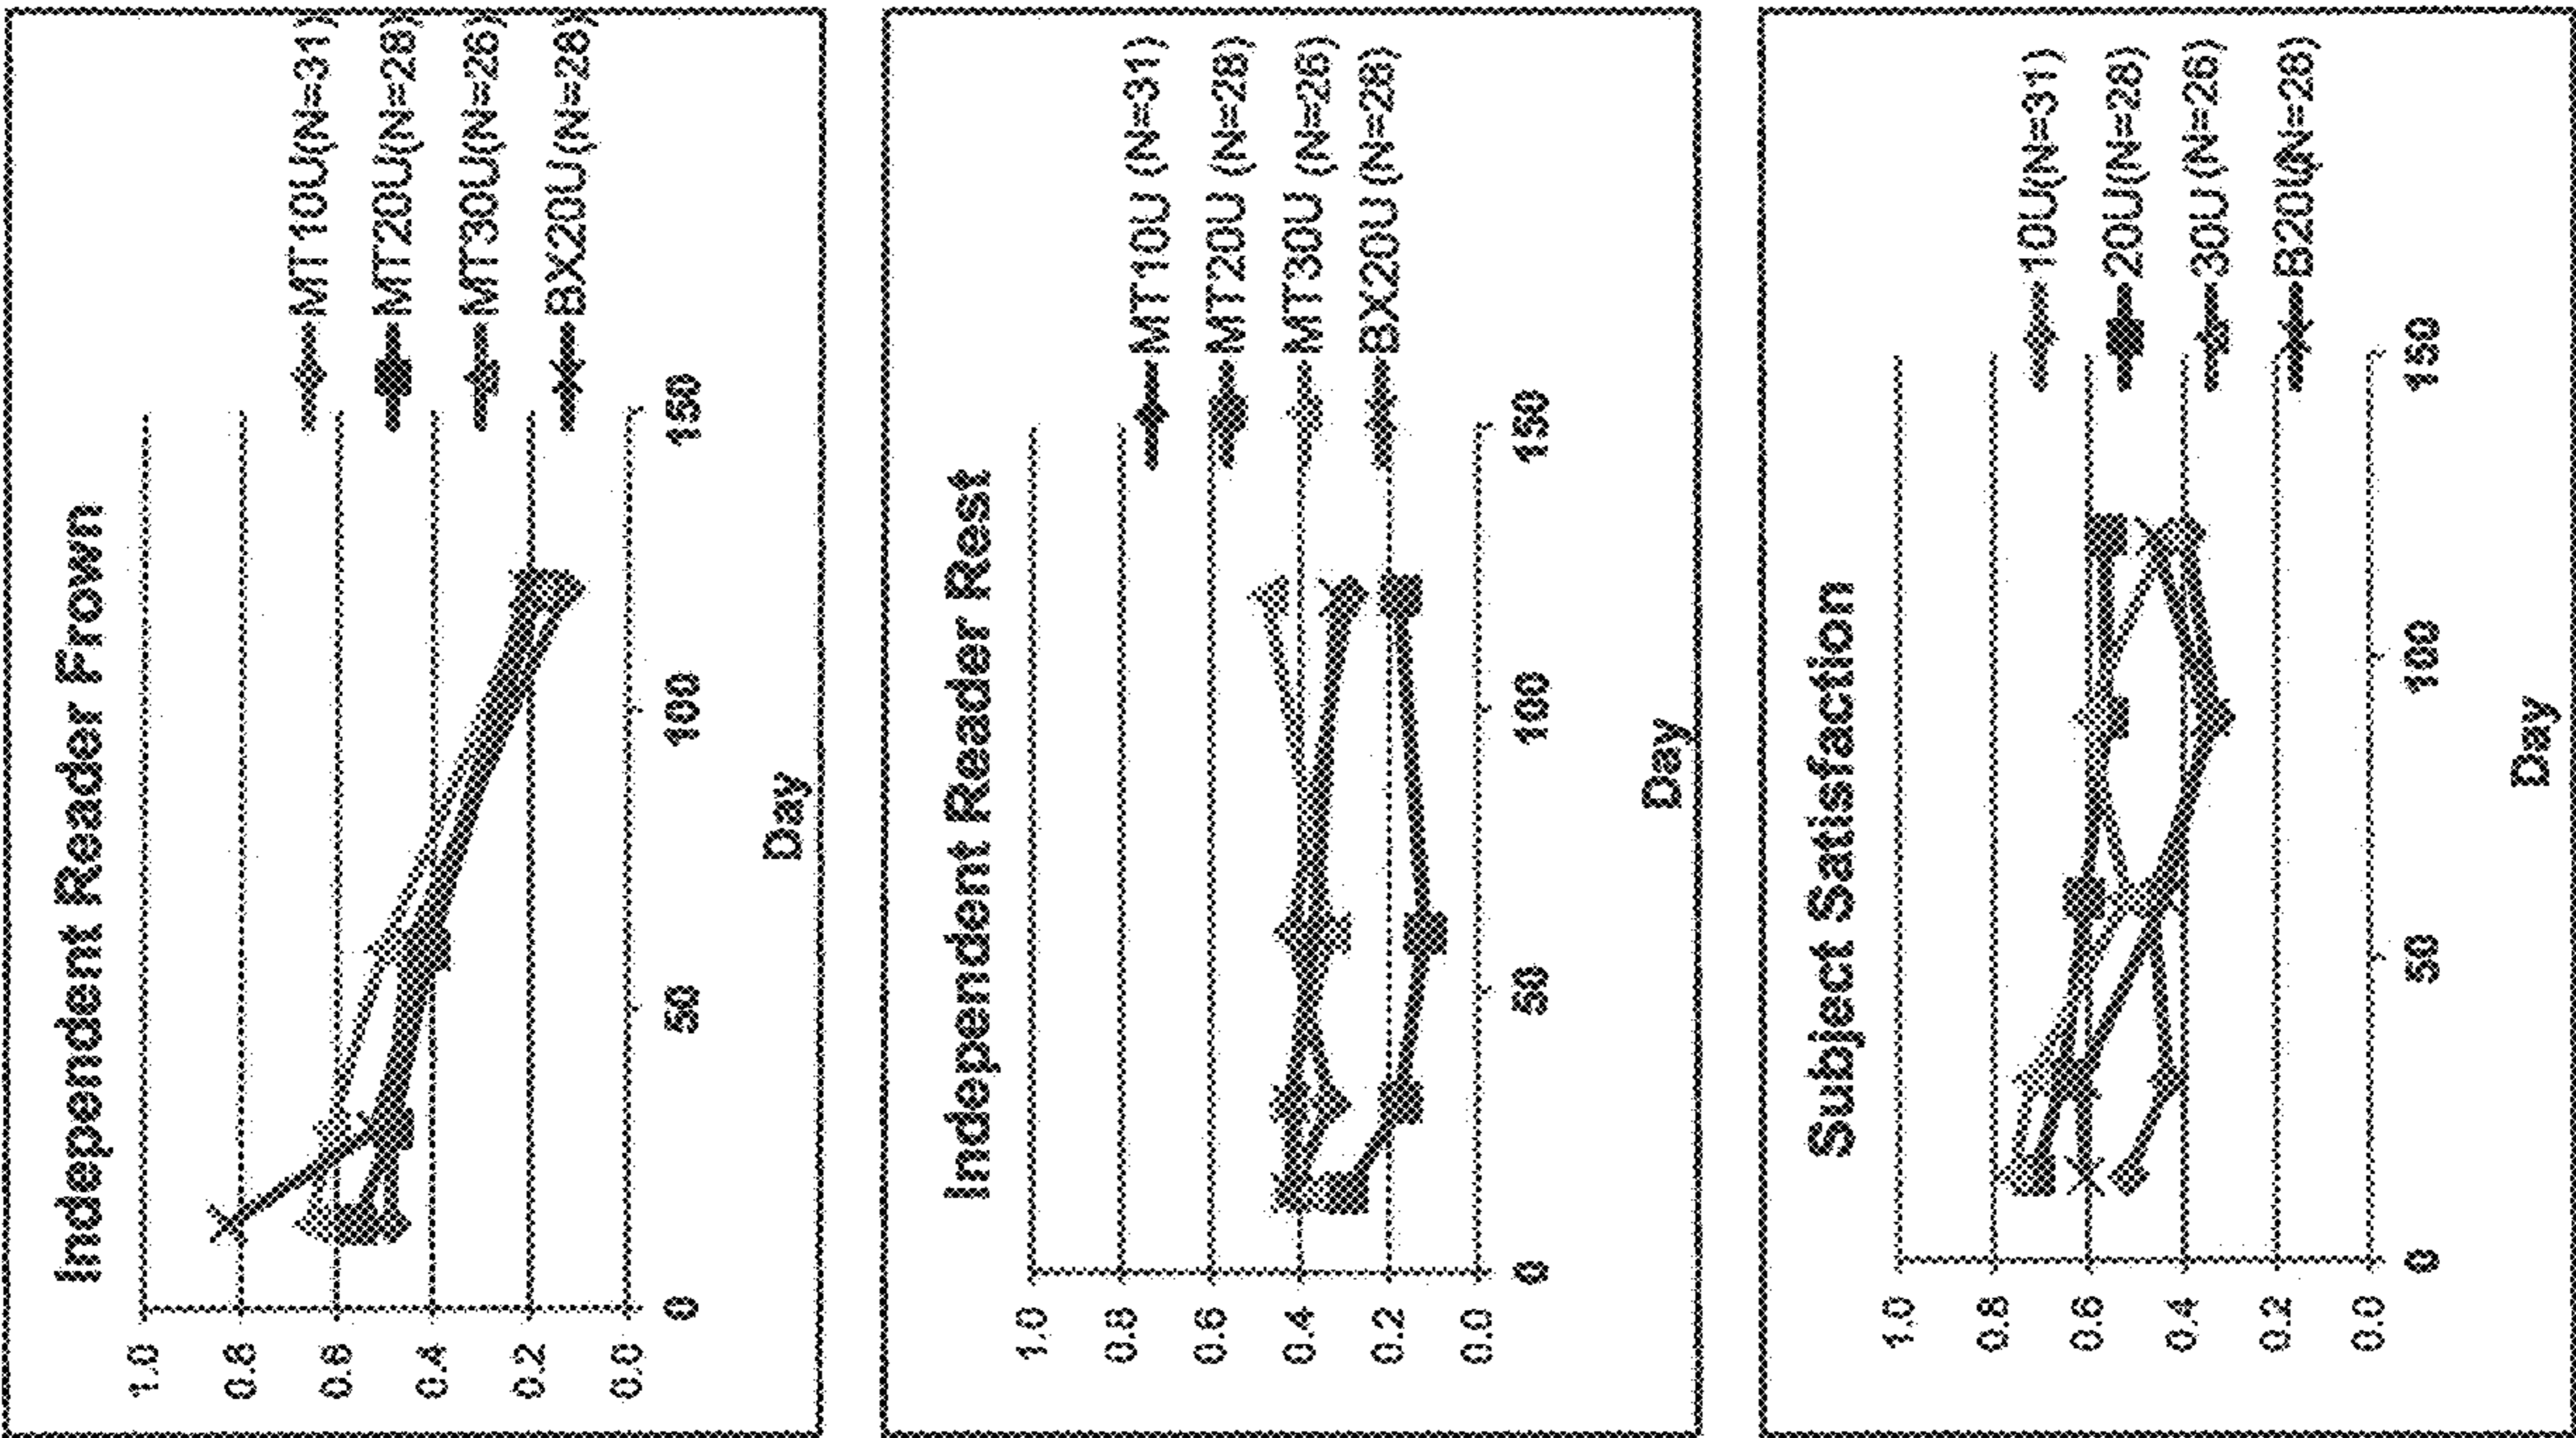 Independent Reader Frown
1.0
0.8
0.6
0.4
0.2
0.0
0
50
100
150
Day
MT10U(N=31)
MT20U(N=28)
MT30U(N=26)
BX20U(N=28)
Independent Reader Rest
1.0
0.8
0.6
0.4
0.2
0.0
0
50
100
150
Day
MT10U (N=31)
MT20U (N=28)
MT30U (N=26)
BX20U (N=28)
Subject Satisfaction
1.0
0.8
0.6
0.4
0.2
0.0
0
50
100
150
Day
10U(N=31)
20U(N=28)
30U (N=26)
B20U(N=28)